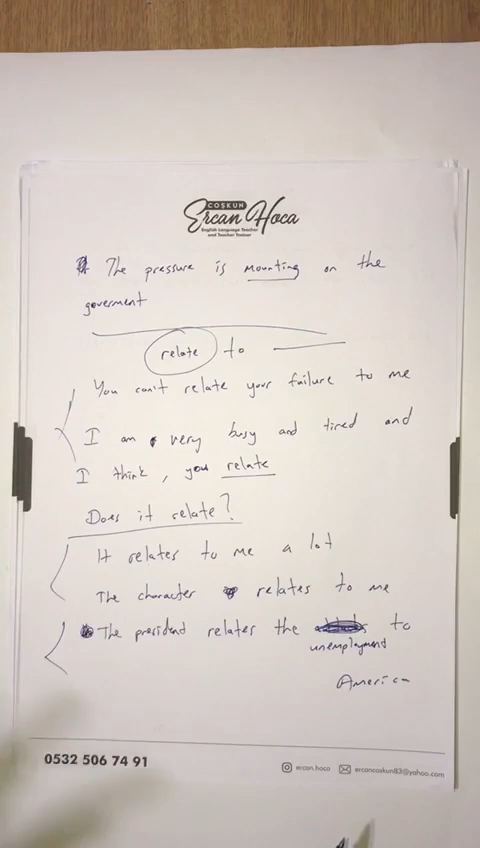 COSKUN
Ercan Hoca
English Language Teacher
and Teacher Trainer
The pressure is mounting on the
goverment
relate to
You can't relate your failure to me
I am very busy and tired and
I think, you relate
Does it relate?
It relates to me a lot
The character relates to me
The president relates the to
unemployment
America
0532 506 74 91
ercan.hoca
ercancoskun83@yahoo.com